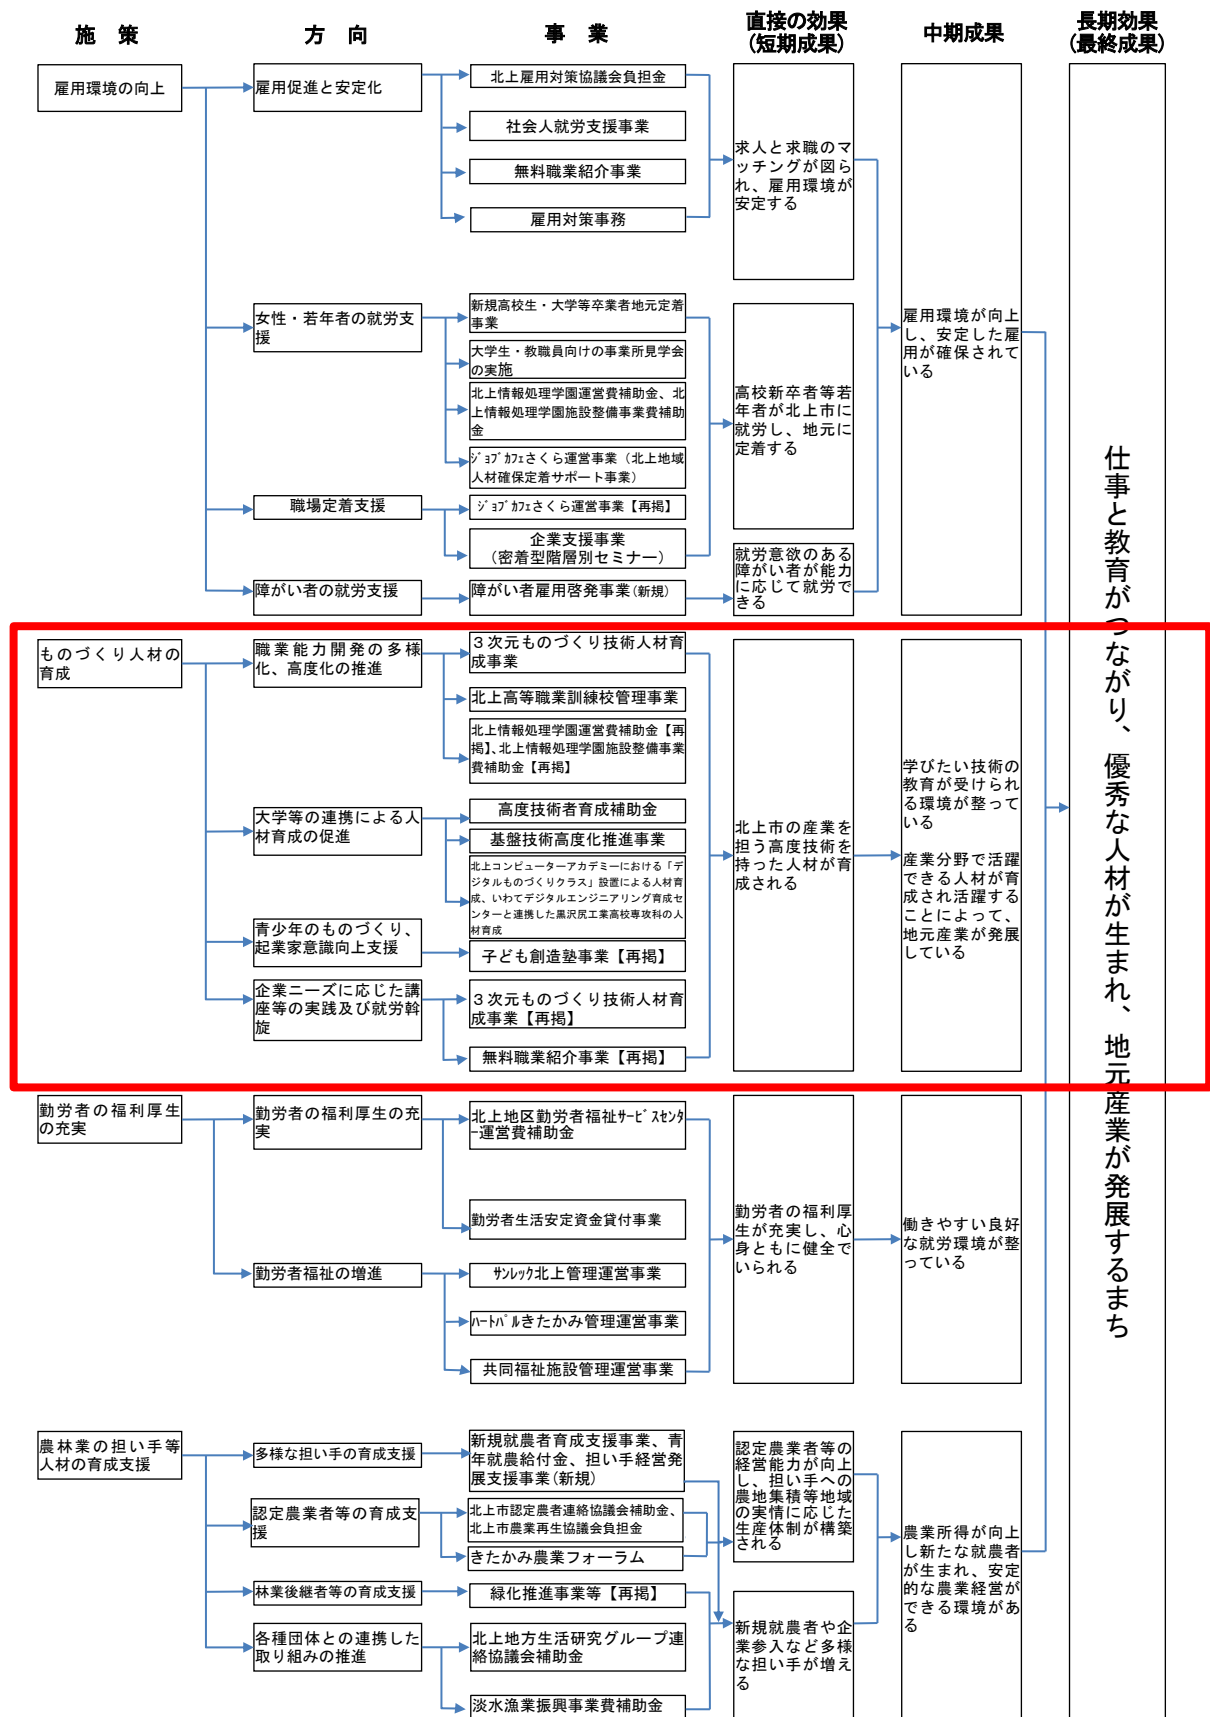 施　策
方　向
事　業
直接の効果
(短期成果)
中期成果
長期効果
(最終成果)
雇用環境の向上
雇用促進と安定化
北上雇用対策協議会負担金
社会人就労支援事業
無料職業紹介事業
雇用対策事務
求人と求職のマ
ッチングが図ら
れ、雇用環境が
安定する
女性・若年者の就労支
援
新規高校生・大学等卒業者地元定着
事業
大学生・教職員向けの事業所見学会
の実施
北上情報処理学園運営費補助金、北
上情報処理学園施設整備事業費補助
金
ｼﾞｮﾌﾞｶﾌｪさくら運営事業（北上地域
人材確保定着サポート事業）
高校新卒者等若
年者が北上市に
就労し、地元に
定着する
雇用環境が向上
し、安定した雇
用が確保されて
いる
職場定着支援
ｼﾞｮﾌﾞｶﾌｪさくら運営事業【再掲】
企業支援事業
（密着型階層別セミナー）
障がい者の就労支援
障がい者雇用啓発事業(新規)
就労意欲のある
障がい者が能力
に応じて就労で
きる
仕事と教育がつながり、優秀な人材が生まれ、地元産業が発展するまち
ものづくり人材の
育成
職業能力開発の多様
化、高度化の推進
３次元ものづくり技術人材育
成事業
北上高等職業訓練校管理事業
北上情報処理学園運営費補助金【再
掲】、北上情報処理学園施設整備事業
費補助金【再掲】
大学等の連携による人
材育成の促進
高度技術者育成補助金
基盤技術高度化推進事業
北上コンピューターアカデミーにおける「デ
ジタルものづくりクラス」設置による人材育
成、いわてデジタルエンジニアリング育成セ
ンターと連携した黒沢尻工業高校専攻科の人
材育成
青少年のものづくり、
起業家意識向上支援
子ども創造塾事業【再掲】
企業ニーズに応じた講
座等の実践及び就労斡
旋
３次元ものづくり技術人材育
成事業【再掲】
無料職業紹介事業【再掲】
北上市の産業を
担う高度技術を
持った人材が育
成される
学びたい技術の
教育が受けられ
る環境が整って
いる
産業分野で活躍
できる人材が育
成され活躍する
ことによって、
地元産業が発展
している
勤労者の福利厚生
の充実
勤労者の福利厚生の充
実
北上地区勤労者福祉ｻｰﾋﾞｽｾﾝﾀ
ｰ運営費補助金
勤労者生活安定資金貸付事業
勤労者福祉の増進
ｻﾝﾚｯｸ北上管理運営事業
ﾊｰﾄﾊﾟﾙきたかみ管理運営事業
共同福祉施設管理運営事業
勤労者の福利厚
生が充実し、心
身ともに健全で
いられる
働きやすい良好
な就労環境が整
っている
農林業の担い手等
人材の育成支援
多様な担い手の育成支援
新規就農者育成支援事業、青
年就農給付金、担い手経営発
展支援事業(新規)
認定農業者等の育成支
援
北上市認定農者連絡協議会補助金、
北上市農業再生協議会負担金
きたかみ農業フォーラム
認定農業者等の
経営能力が向上
し、担い手への
農地集積等地域
の実情に応じた
生産体制が構築
される
農業所得が向上
し新たな就農者
が生まれ、安定
的な農業経営が
できる環境があ
る
林業後継者等の育成支援
緑化推進事業等【再掲】
各種団体との連携した
取り組みの推進
北上地方生活研究グループ連
絡協議会補助金
淡水漁業振興事業費補助金
新規就農者や企
業参入など多様
な担い手が増え
る